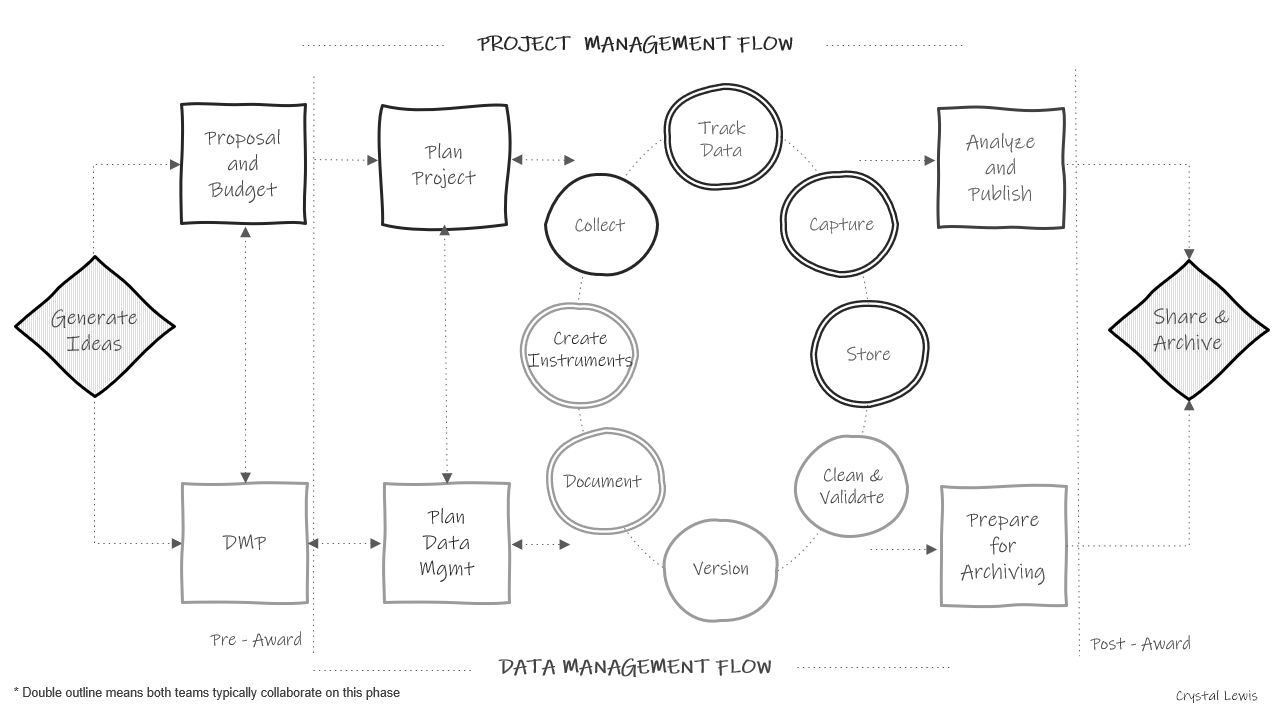 PROJECT MANAGEMENT FLOW
Proposal
and
Budget
Plan
Project
Track
Data
Analyze
and
Publish
Collect
Capture
Generate
Ideas
Create
Instruments
Store
Share &
Archive
Document
Clean &
Validate
DMP
Plan
Data
Mgmt
Version
Prepare
for
Archiving
Pre - Award
Post - Award
DATA MANAGEMENT FLOW
* Double outline means both teams typically collaborate on this phase
Crystal Lewis